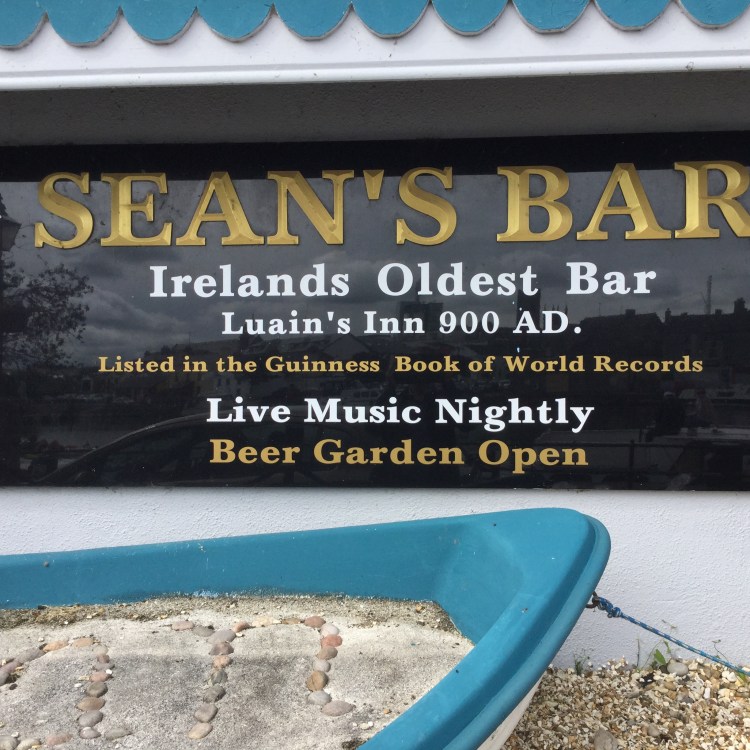 SEAN'S BAR
Irelands Oldest Bar
Luain's Inn 900 AD.
Listed in the Guinness Book of World Records
Live Music Nightly
Beer Garden Open